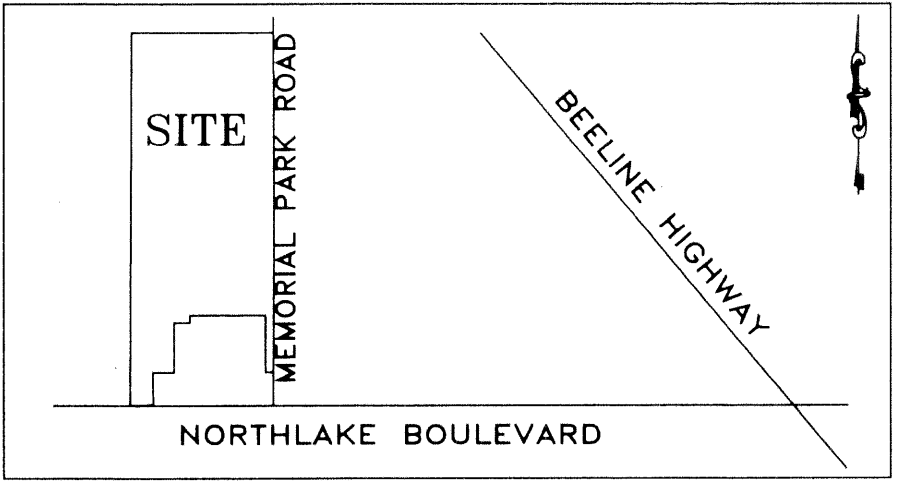 SITE
MEMORIAL PARK ROAD
BEELINE HIGHWAY
NORTHLAKE BOULEVARD